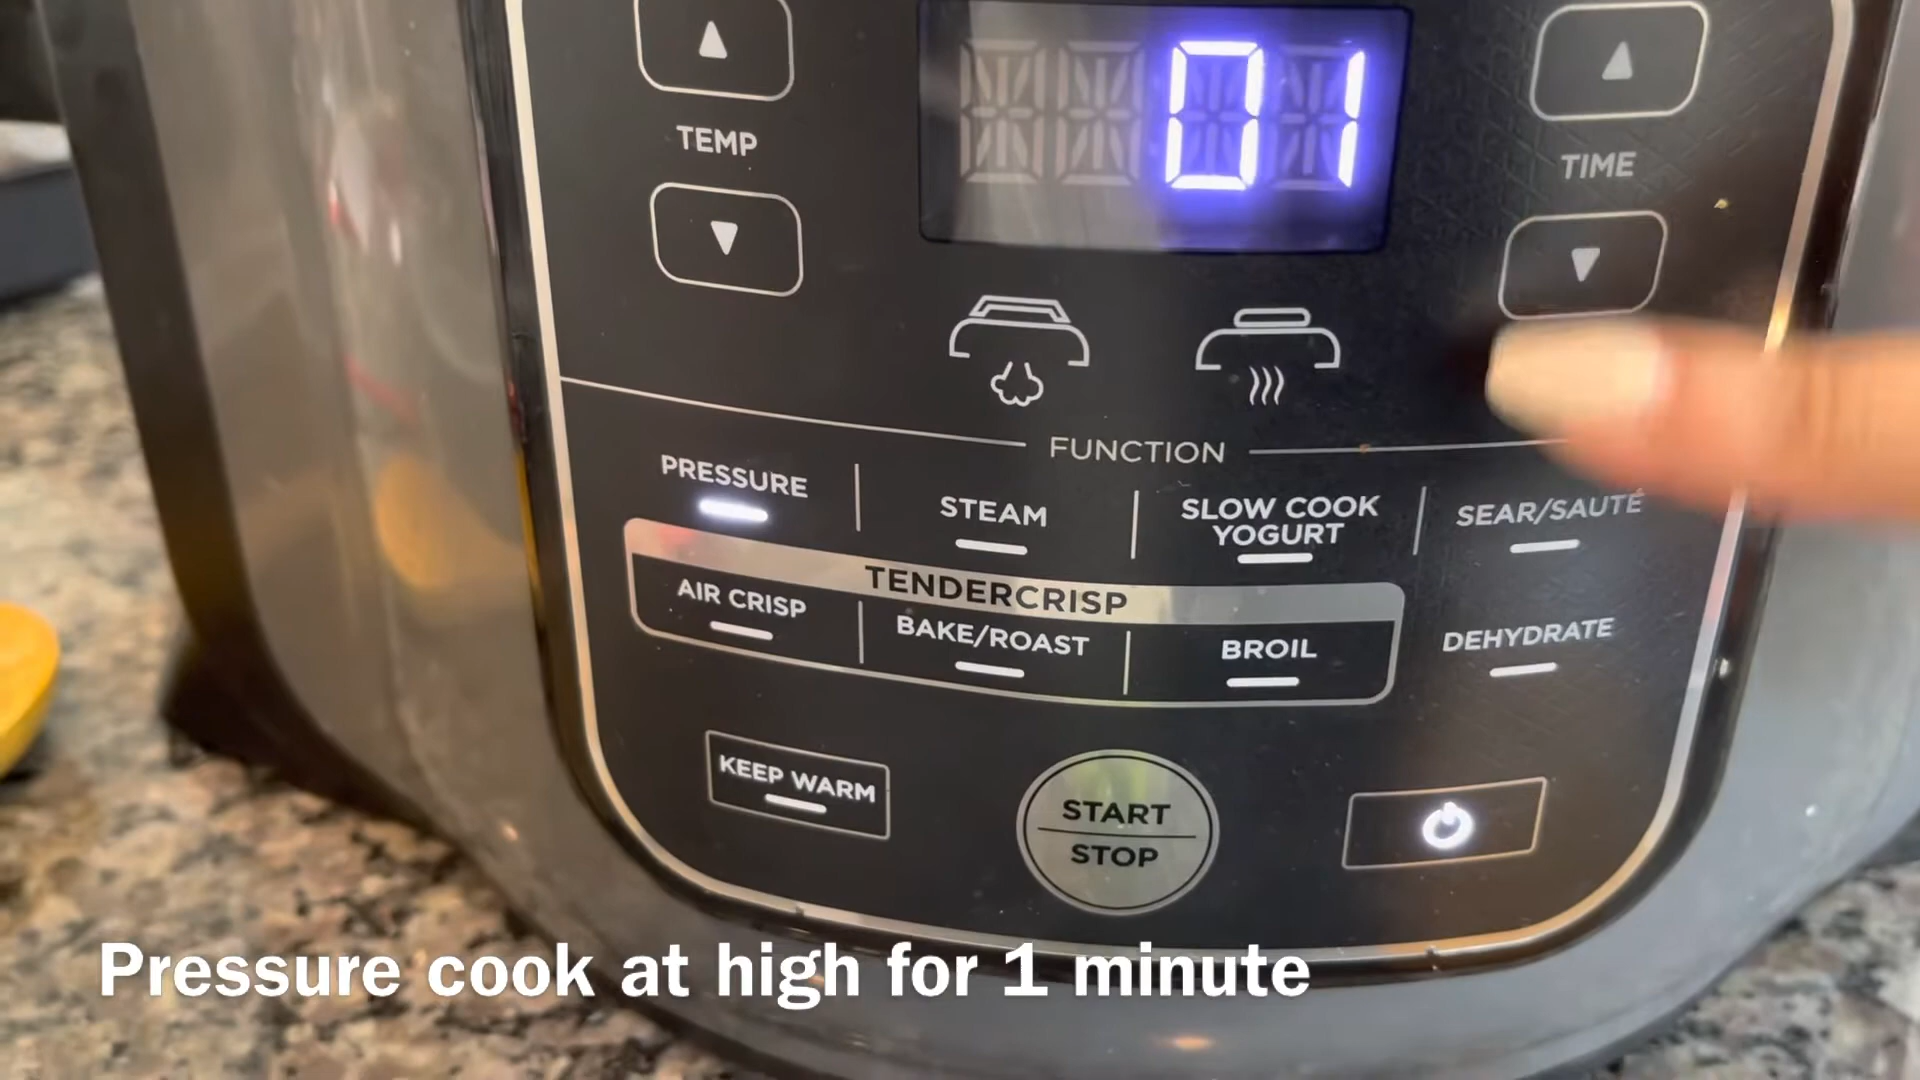 01
TEMP
TIME
FUNCTION
PRESSURE
STEAM
SLOW COOK
YOGURT
SEAR/SAUTÉ
TENDERCRISP
AIR CRISP
BAKE/ROAST
BROIL
DEHYDRATE
KEEP WARM
START
STOP
Pressure cook at high for 1 minute